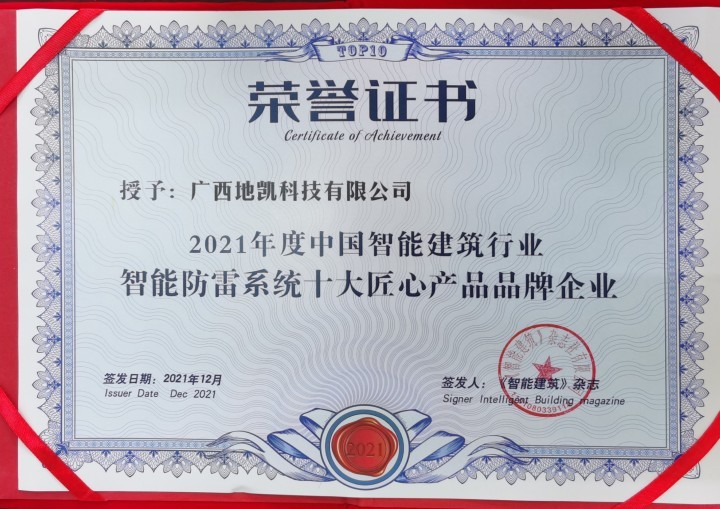 TOP10
荣誉证书
Certificate of Achievement
授予：广西地凯科技有限公司
2021年度中国智能建筑行业
智能防雷系统十大匠心产品品牌企业
签发日期：2021年12月
Issuer Date Dec 2021
签发人：《智能建筑》杂志
Signer Intelligent Building magazine
2021